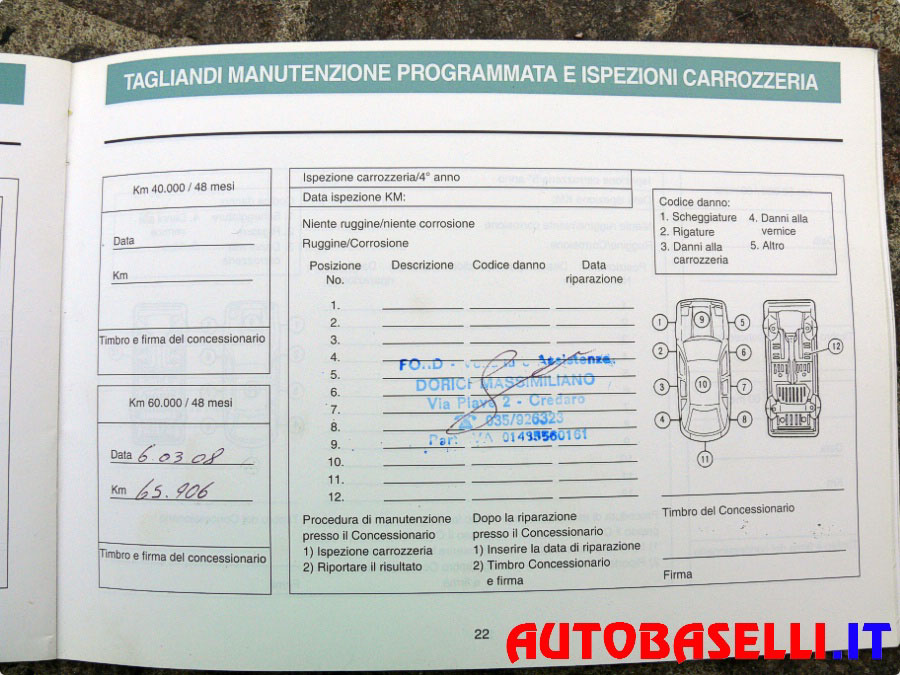 TAGLIANDI MANUTENZIONE PROGRAMMATA E ISPEZIONI CARROZZERIA
Km 40.000 / 48 mesi
Data
Km
Timbro e firma del concessionario
Km 60.000 / 48 mesi
Data 6 03 08
Km 65.906
Timbro e firma del concessionario
Ispezione carrozzeria/4° anno
Data ispezione KM:
Niente ruggine/niente corrosione
Ruggine/Corrosione
Posizione No. Descrizione Codice danno Data riparazione
1.
2.
3.
4.
5.
6.
7.
8.
9.
10.
11.
12.
Assistenza
DORICI MASSIMILIANO
Via Piave 2 - Credaro
035/926323
01495560161
Codice danno:
1. Scheggiature
2. Rigature
3. Danni alla
carrozzeria
4. Danni alla
vernice
5. Altro
1 9 5
2 6 12
3 10 7
4 8
11
Procedura di manutenzione
presso il Concessionario
1) Ispezione carrozzeria
2) Riportare il risultato
Dopo la riparazione
presso il Concessionario
1) Inserire la data di riparazione
2) Timbro Concessionario
e firma
Timbro del Concessionario
Firma
22
AUTOBASELLI.IT